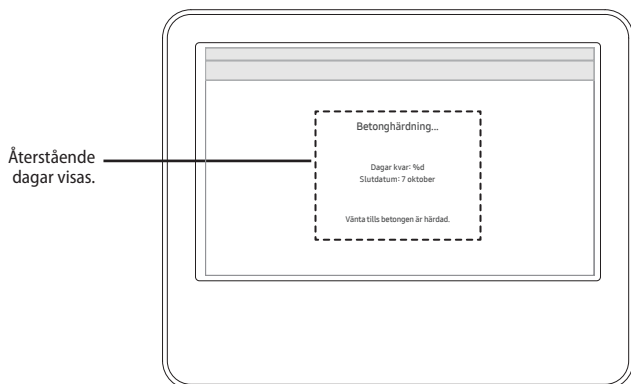 Återstående
dagar visas.
Betonghärdning...
Dagar kvar: %d
Slutdatum: 7 oktober
Vänta tills betongen är härdad.